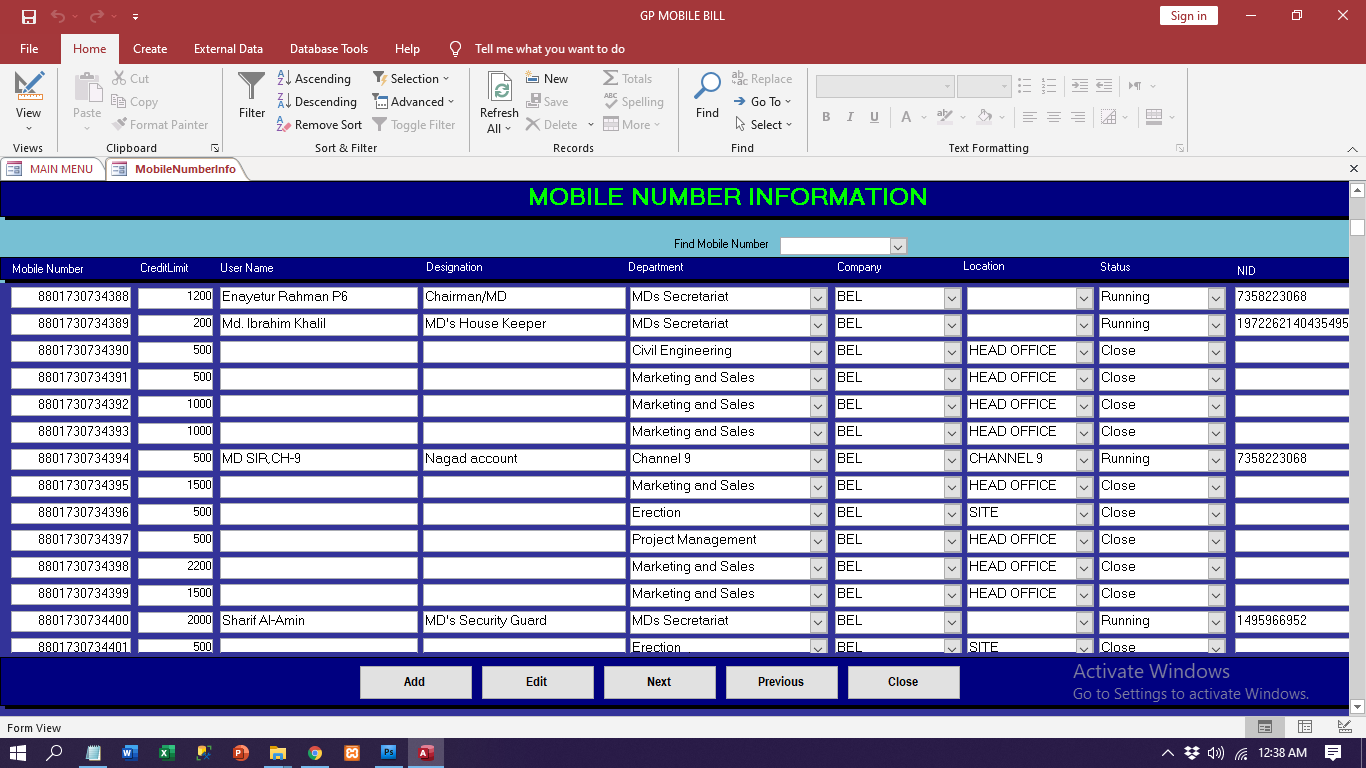 GP MOBILE BILL Sign in
File Home Create External Data Database Tools Help Tell me what you want to do
View Paste Cut Copy Format Painter Filter Ascending Descending Remove Sort Selection Advanced Toggle Filter Refresh All New Save Delete Totals Spelling More Find Replace Go To Select
Views Clipboard Sort & Filter Records Find Text Formatting
MAIN MENU MobileNumberInfo
MOBILE NUMBER INFORMATION
Find Mobile Number
Mobile Number CreditLimit User Name Designation Department Company Location Status NID
8801730734388 1200 Enayetur Rahman P6 Chairman/MD MDs Secretariat BEL Running 7358223068
8801730734389 200 Md. Ibrahim Khalil MD's House Keeper MDs Secretariat BEL Running 1972262140435495
8801730734390 500 Civil Engineering BEL HEAD OFFICE Close
8801730734391 500 Marketing and Sales BEL HEAD OFFICE Close
8801730734392 1000 Marketing and Sales BEL HEAD OFFICE Close
8801730734393 1000 Marketing and Sales BEL HEAD OFFICE Close
8801730734394 500 MD SIR,CH-9 Nagad account Channel 9 BEL CHANNEL 9 Running 7358223068
8801730734395 1500 Marketing and Sales BEL HEAD OFFICE Close
8801730734396 500 Erection BEL SITE Close
8801730734397 500 Project Management BEL HEAD OFFICE Close
8801730734398 2200 Marketing and Sales BEL HEAD OFFICE Close
8801730734399 1500 Marketing and Sales BEL HEAD OFFICE Close
8801730734400 2000 Sharif Al-Amin MD's Security Guard MDs Secretariat BEL Running 1495966952
8801730734401 500 Erection BEL SITE Close
Add Edit Next Previous Close
Activate Windows
Go to Settings to activate Windows.
Form View
12:38 AM